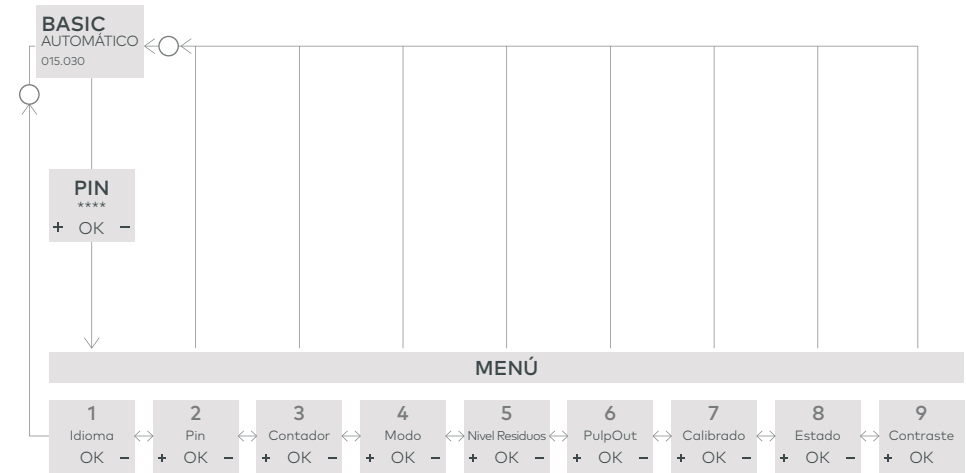 BASIC
AUTOMÁTICO
015.030
PIN
****
+ OK −
MENÚ
1
Idioma
OK −
2
Pin
+ OK −
3
Contador
+ OK −
4
Modo
+ OK −
5
Nivel Residuos
+ OK −
6
PulpOut
+ OK −
7
Calibrado
+ OK −
8
Estado
+ OK −
9
Contraste
+ OK